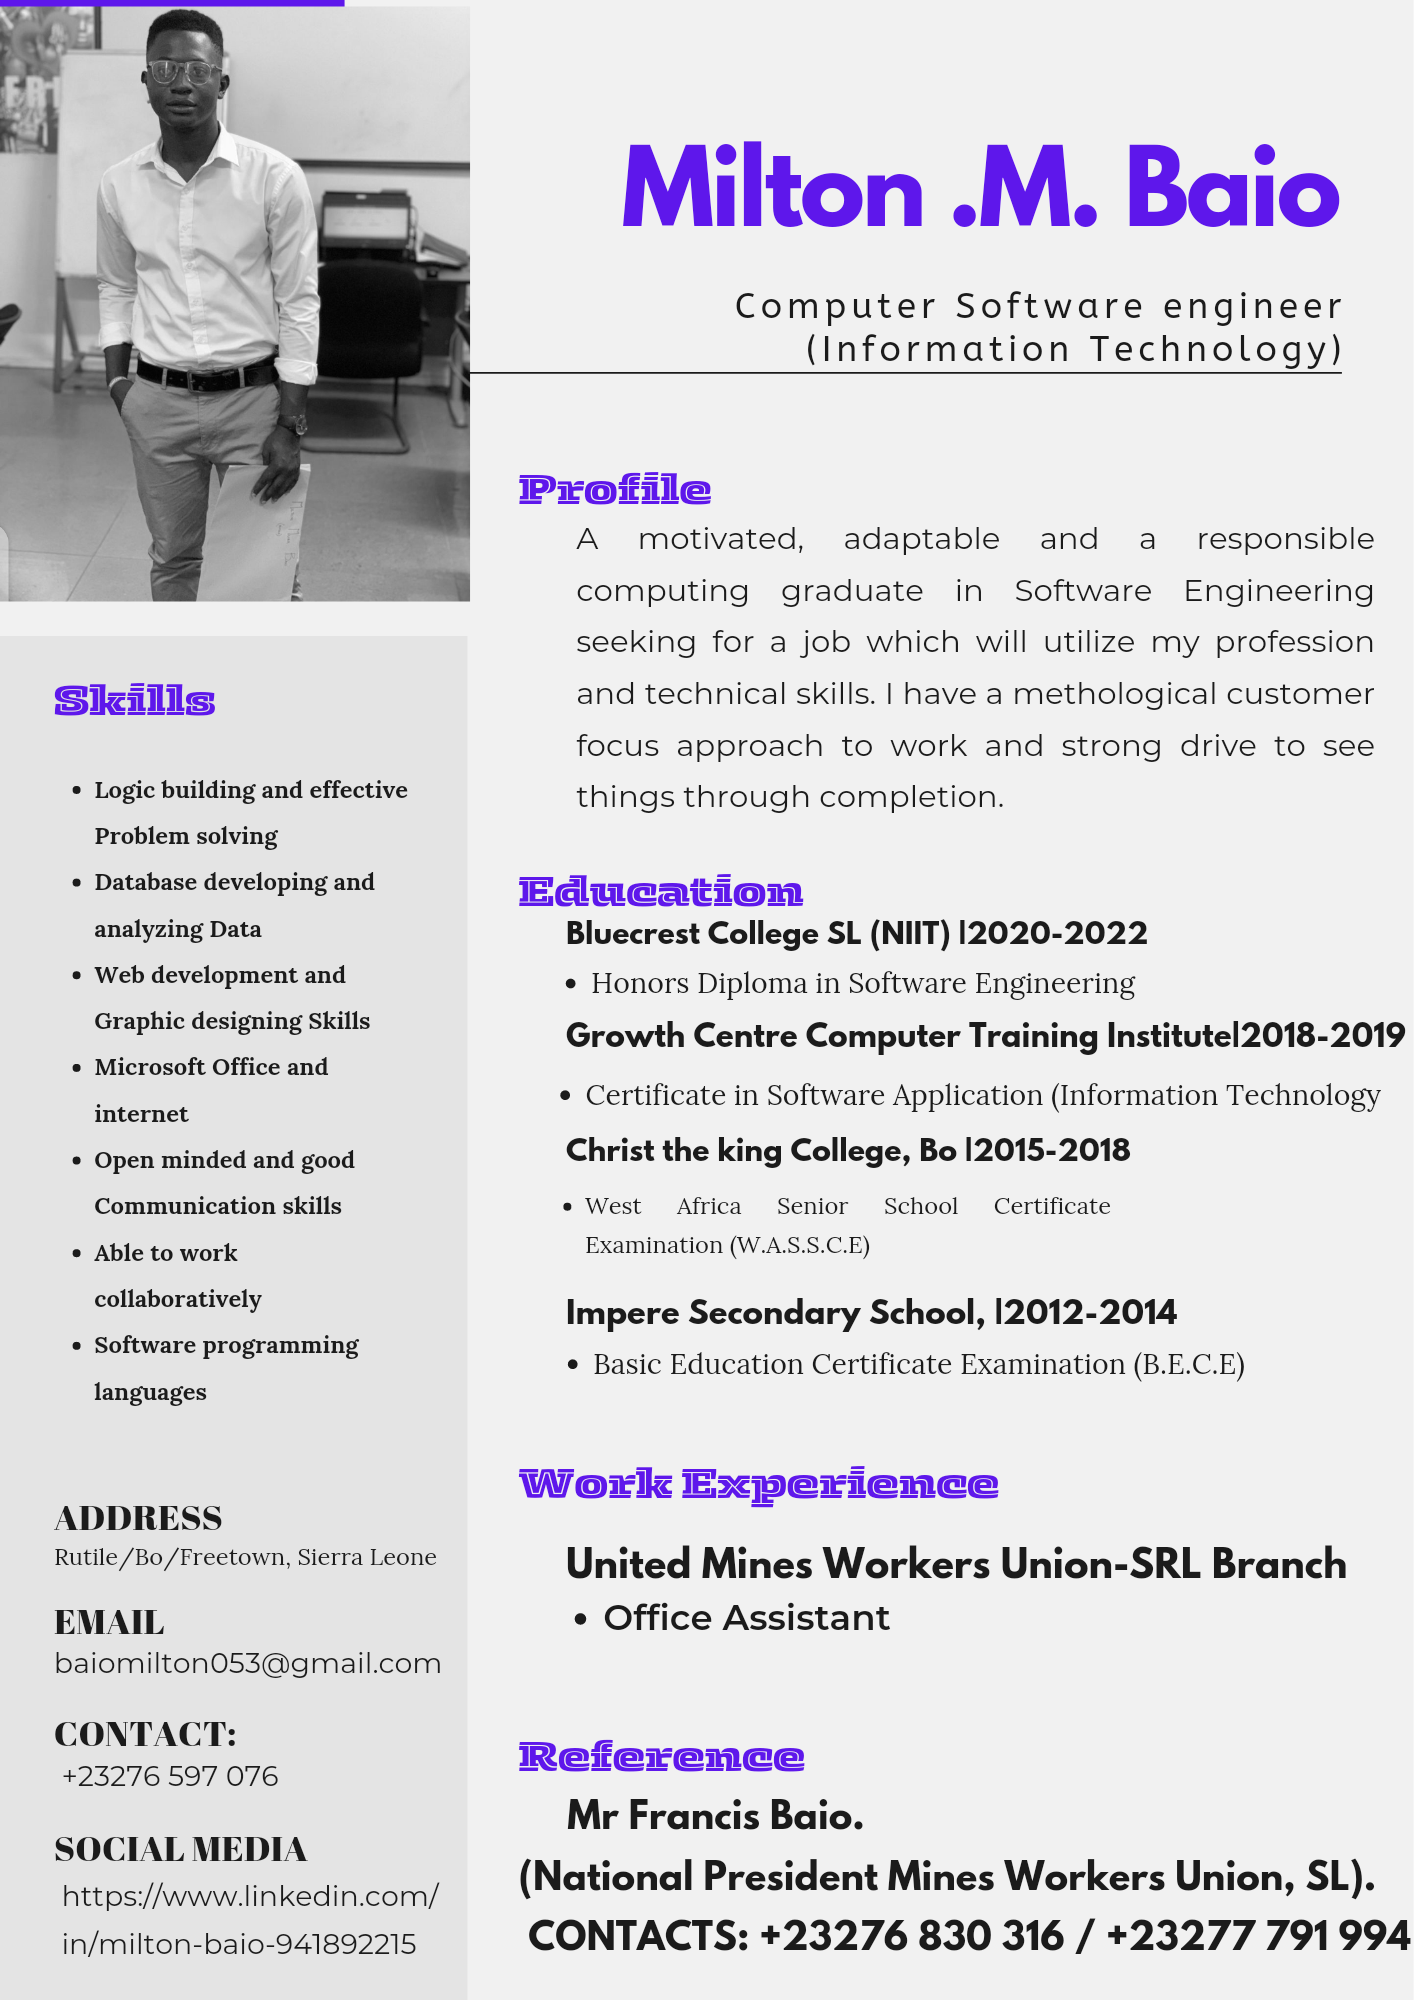 Milton .M. Baio
Computer Software engineer
(Information Technology)
Profile
A motivated, adaptable and a responsible
computing graduate in Software Engineering
seeking for a job which will utilize my profession
and technical skills. I have a methological customer
focus approach to work and strong drive to see
things through completion.
Education
Bluecrest College SL (NIIT) |2020-2022
• Honors Diploma in Software Engineering
Growth Centre Computer Training Institute|2018-2019
• Certificate in Software Application (Information Technology
Christ the king College, Bo |2015-2018
• West Africa Senior School Certificate
Examination (W.A.S.S.C.E)
Impere Secondary School, |2012-2014
• Basic Education Certificate Examination (B.E.C.E)
Work Experience
United Mines Workers Union-SRL Branch
• Office Assistant
Reference
Mr Francis Baio.
(National President Mines Workers Union, SL).
CONTACTS: +23276 830 316 / +23277 791 994
Skills
• Logic building and effective
Problem solving
• Database developing and
analyzing Data
• Web development and
Graphic designing Skills
• Microsoft Office and
internet
• Open minded and good
Communication skills
• Able to work
collaboratively
• Software programming
languages
ADDRESS
Rutile/Bo/Freetown, Sierra Leone
EMAIL
baiomilton053@gmail.com
CONTACT:
+23276 597 076
SOCIAL MEDIA
https://www.linkedin.com/
in/milton-baio-941892215